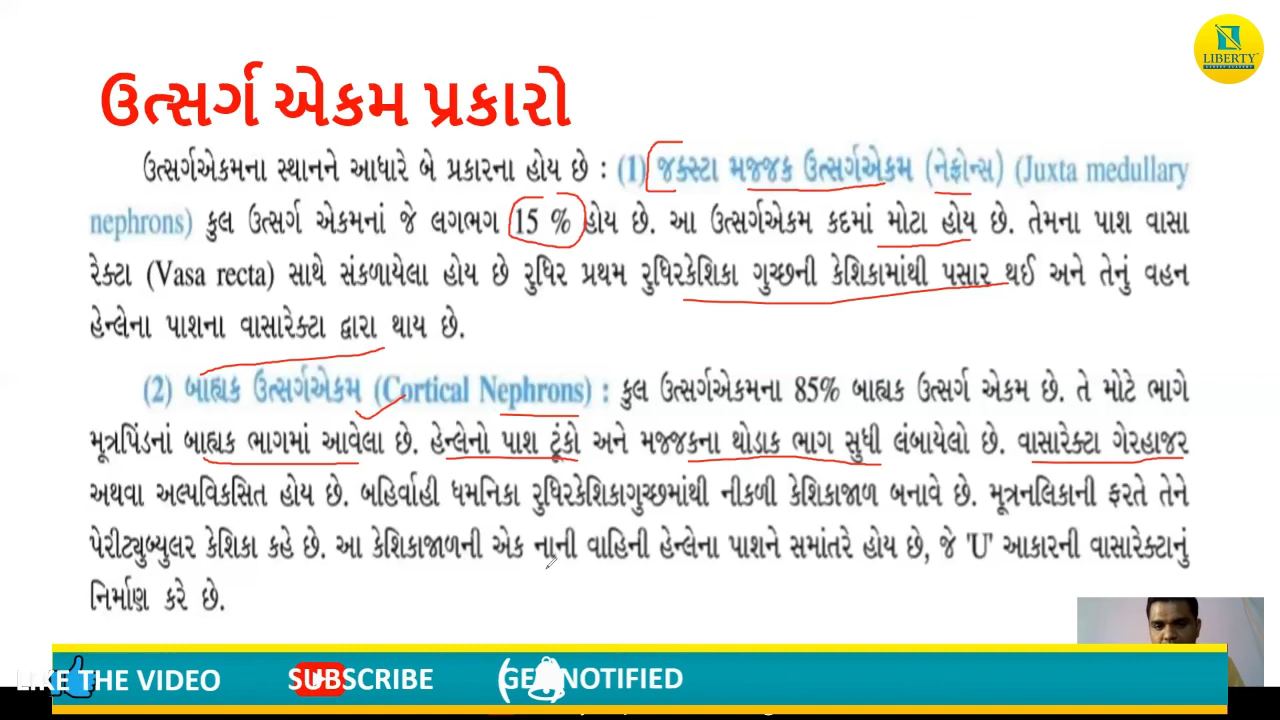 LIBERTY
CAREER ACADEMY
ઉત્સર્ગ એકમ પ્રકારો
ઉત્સર્ગએકમના સ્થાનને આધારે બે પ્રકારના હોય છે : (1) જક્સ્ટા મજ્જક ઉત્સર્ગએકમ (નેફ્રોન્સ) (Juxta medullary
nephrons) કુલ ઉત્સર્ગ એકમનાં જે લગભગ 15 % હોય છે. આ ઉત્સર્ગએકમ કદમાં મોટા હોય છે. તેમના પાશ વાસા
રેક્ટા (Vasa recta) સાથે સંકળાયેલા હોય છે રુધિર પ્રથમ રુધિરકેશિકા ગુચ્છની કેશિકામાંથી પસાર થઈ અને તેનું વહન
હેન્લેના પાશના વાસારેક્ટા દ્વારા થાય છે.
(2) બાહ્યક ઉત્સર્ગએકમ (Cortical Nephrons) : કુલ ઉત્સર્ગએકમના 85% બાહ્યક ઉત્સર્ગ એકમ છે. તે મોટે ભાગે
મૂત્રપિંડનાં બાહ્યક ભાગમાં આવેલા છે. હેન્લેનો પાશ ટૂંકો અને મજ્જકના થોડાક ભાગ સુધી લંબાયેલો છે. વાસારેક્ટા ગેરહાજર
અથવા અલ્પવિકસિત હોય છે. બહિર્વાહી ધમનિકા રુધિરકેશિકાગુચ્છમાંથી નીકળી કેશિકાજાળ બનાવે છે. મૂત્રનલિકાની ફરતે તેને
પેરીટ્યુબ્યુલર કેશિકા કહે છે. આ કેશિકાજાળની એક નાની વાહિની હેન્લેના પાશને સમાંતરે હોય છે, જે 'U' આકારની વાસારેક્ટાનું
નિર્માણ કરે છે.
LIKE THE VIDEO SUBSCRIBE GET NOTIFIED